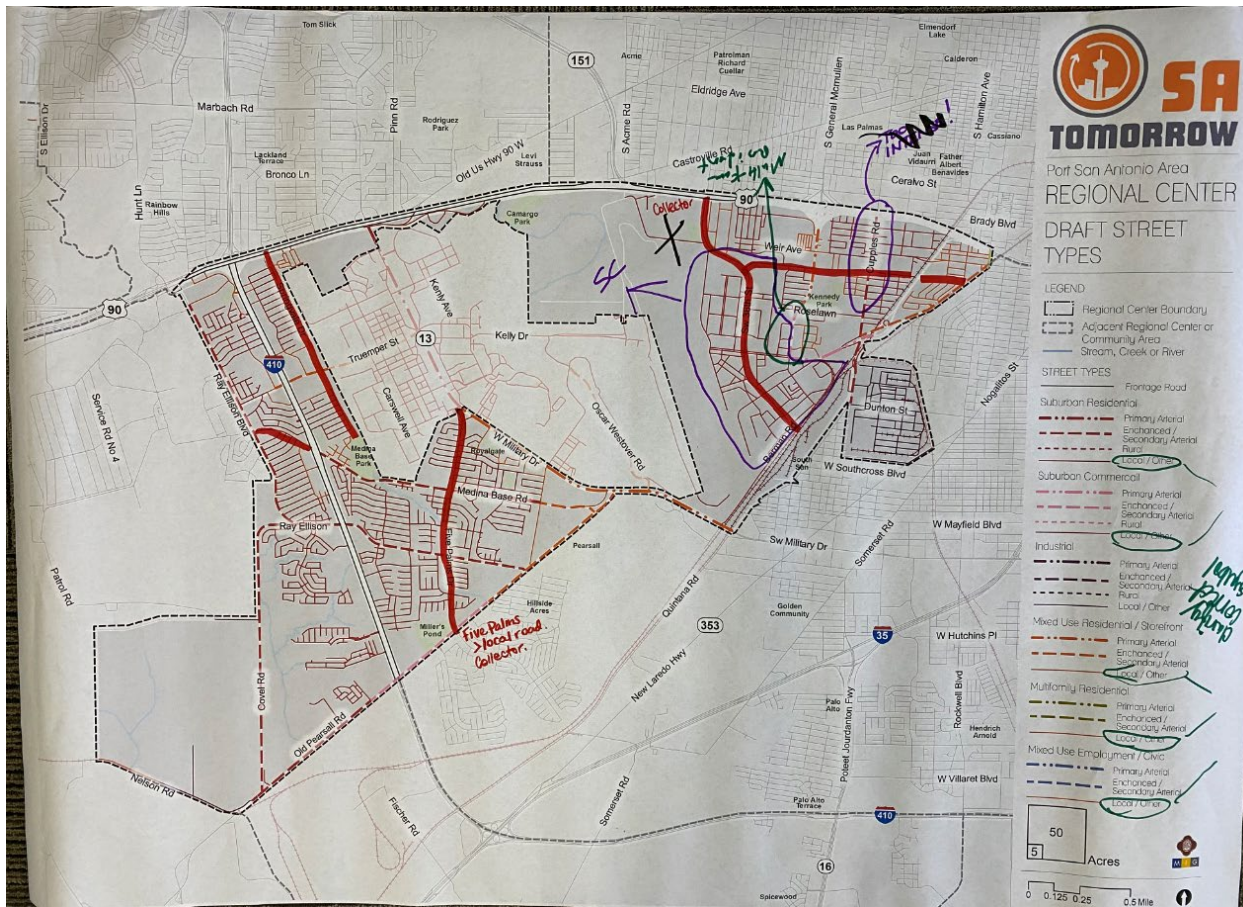 Tom Slick
Elmendorf
Lake
151
Acme
Patrolman
Richard
Cuellar
Calderon
S Ellison Dr
Marbach Rd
Pinn Rd
Eldridge Ave
S Acme Rd
S General Mcmullen
S Hamilton Ave
Rodriguez
Park
Las Palmas
Cassiano
Lackland
Terrace
Bronco Ln
Levi
Strauss
Old Us Hwy 90 W
Castroville Rd
Juan
Vidaurri
Father
Albert
Benavides
Ceralvo St
Hunt Ln
Rainbow
Hills
Camargo
Park
Collector
90
Brady Blvd
Weir Ave
Cupples Rd
90
Kenly Ave
Kennedy
Park
Roselawn
13
Kelly Dr
Truemper St
410
Carswell Ave
Nogalitos St
Ray Ellison Blvd
Service Rd No 4
Oscar Westover Rd
Dunton St
W Military Dr
Medina
Base
Park
Royalgate
South
San
W Southcross Blvd
Medina Base Rd
Ray Ellison
W Mayfield Blvd
Pearsall
Sw Military Dr
Somerset Rd
Patrol Rd
Quintana Rd
Golden
Community
Hillside
Acres
353
35
W Hutchins Pl
Miller's
Pond
Five Palms
>local road.
Collector.
Covel Rd
New Laredo Hwy
Rockwell Blvd
Palo
Alto
Poteet Jourdanton Fwy
Hendrich
Arnold
Old Pearsall Rd
Nelson Rd
W Villaret Blvd
Fischer Rd
Somerset Rd
Palo Alto
Terrace
410
16
Spicewood
SA
TOMORROW
Port San Antonio Area
REGIONAL CENTER
DRAFT STREET
TYPES
LEGEND
Regional Center Boundary
Adjacent Regional Center or
Community Area
Stream, Creek or River
STREET TYPES
Frontage Road
Suburban Residential
Primary Arterial
Enchanced /
Secondary Arterial
Rural
Local / Other
Suburban Commercail
Primary Arterial
Enchanced /
Secondary Arterial
Rural
Local / Other
Industrial
Primary Arterial
Enchanced /
Secondary Arterial
Rural
Local / Other
Mixed Use Residential / Storefront
Primary Arterial
Enchanced /
Secondary Arterial
Local / Other
Multifamily Residential
Primary Arterial
Enchanced /
Secondary Arterial
Local / Other
Mixed Use Employment / Civic
Primary Arterial
Enchanced /
Secondary Arterial
Local / Other
50
5
Acres
MIG
0 0.125 0.25 0.5 Mile